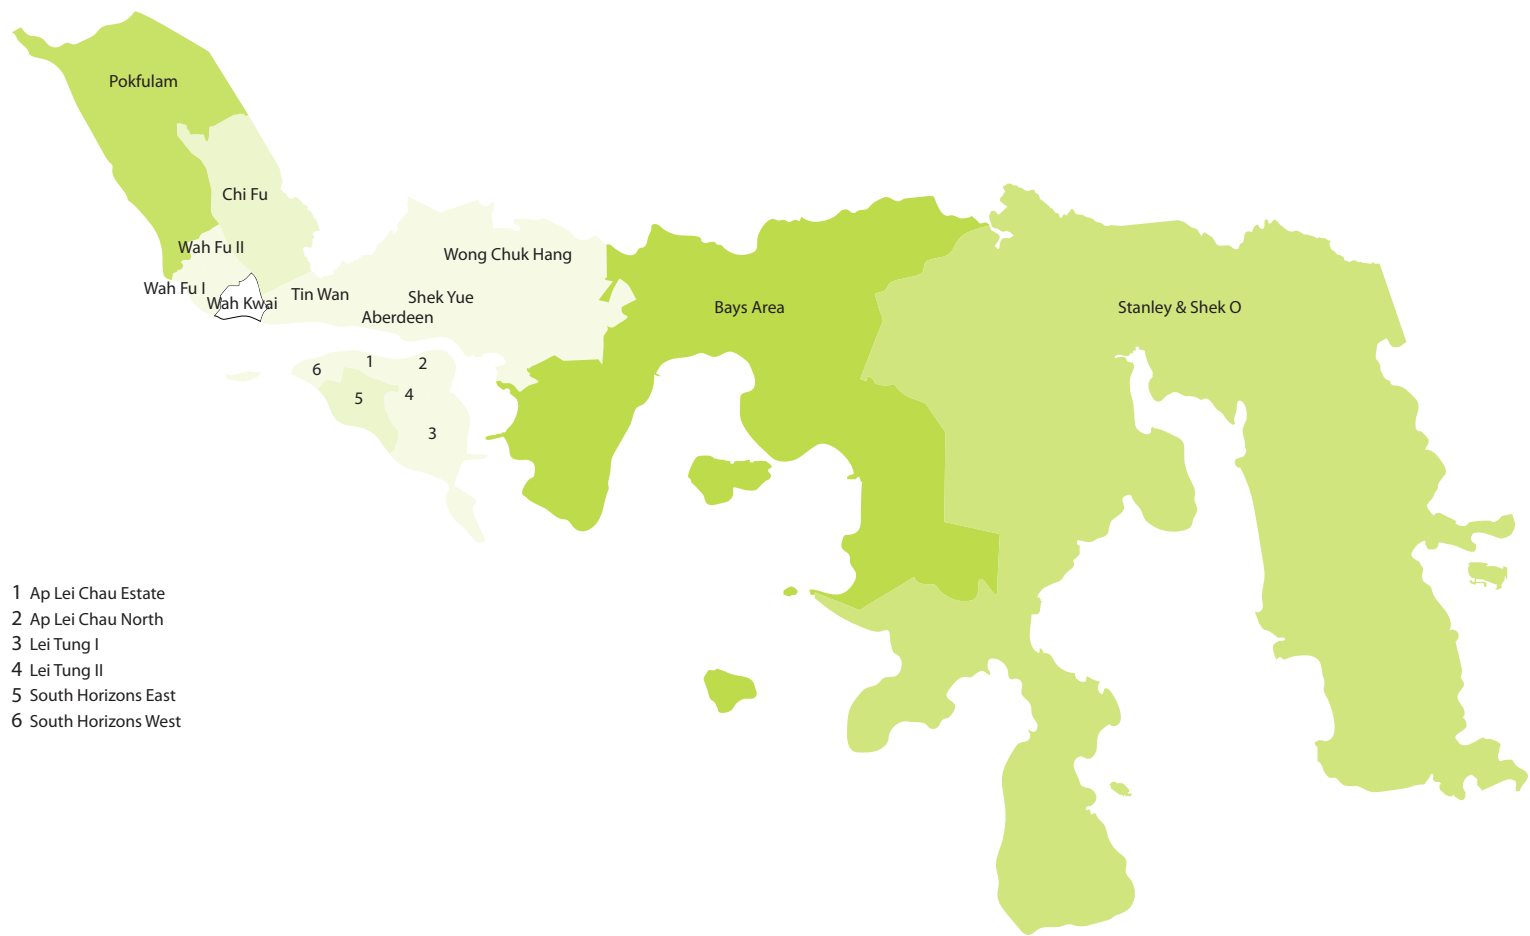 Pokfulam
Chi Fu
Wah Fu II
Wong Chuk Hang
Wah Fu I
Wah Kwai
Tin Wan
Shek Yue
Aberdeen
Bays Area
Stanley & Shek O
1
2
6
4
5
3
1 Ap Lei Chau Estate
2 Ap Lei Chau North
3 Lei Tung I
4 Lei Tung II
5 South Horizons East
6 South Horizons West